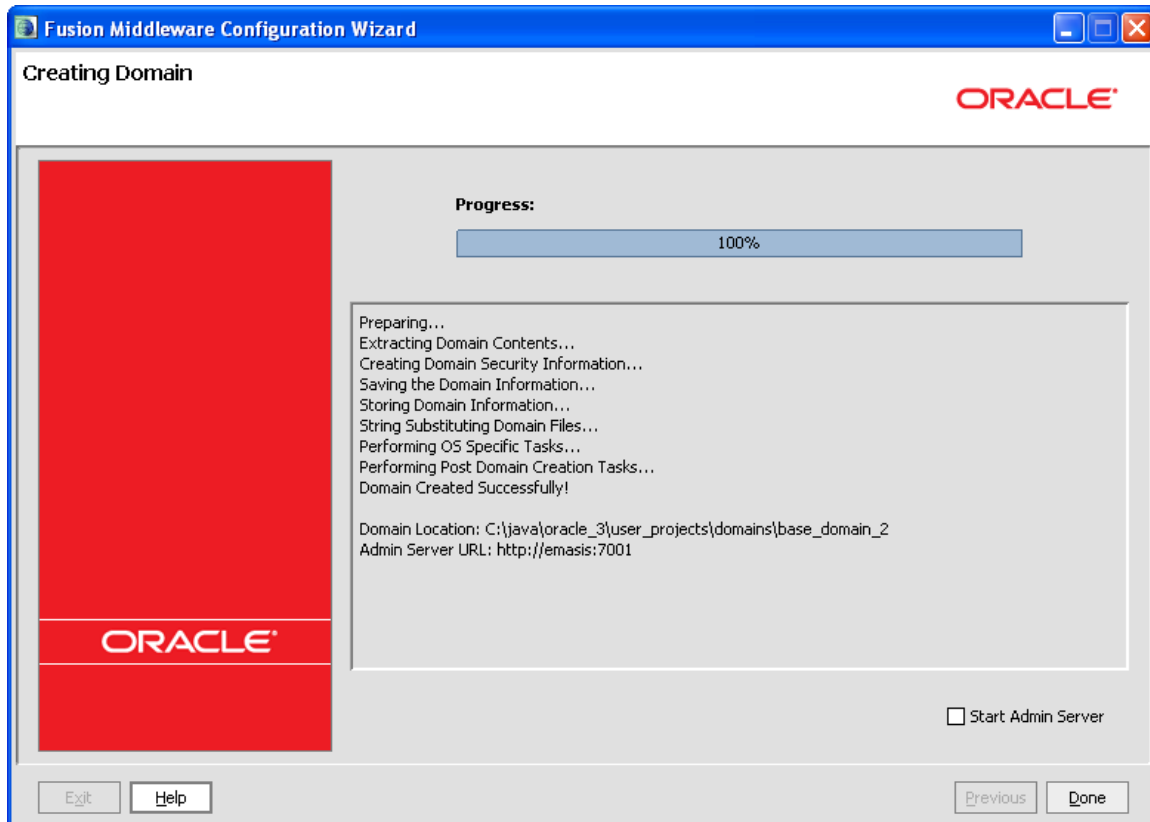 Fusion Middleware Configuration Wizard
Creating Domain
ORACLE
Progress:
100%
Preparing...
Extracting Domain Contents...
Creating Domain Security Information...
Saving the Domain Information...
Storing Domain Information...
String Substituting Domain Files...
Performing OS Specific Tasks...
Performing Post Domain Creation Tasks...
Domain Created Successfully!
Domain Location: C:\java\oracle_3\user_projects\domains\base_domain_2
Admin Server URL: http://emasis:7001
ORACLE
Start Admin Server
Exit Help Previous Done